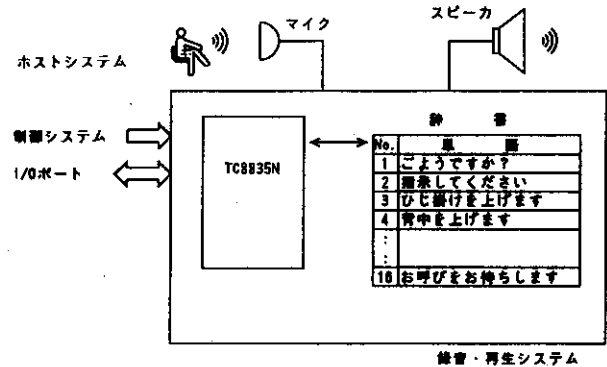 マイク
スピーカ
ホストシステム
制御システム
I/Oポート
TC8835N
辞 書
No. 単 語
1 ごようですか?
2 指示してください
3 ひじ掛けを上げます
4 背中を上げます
:
:
16 お呼びをお待ちします
録音・再生システム